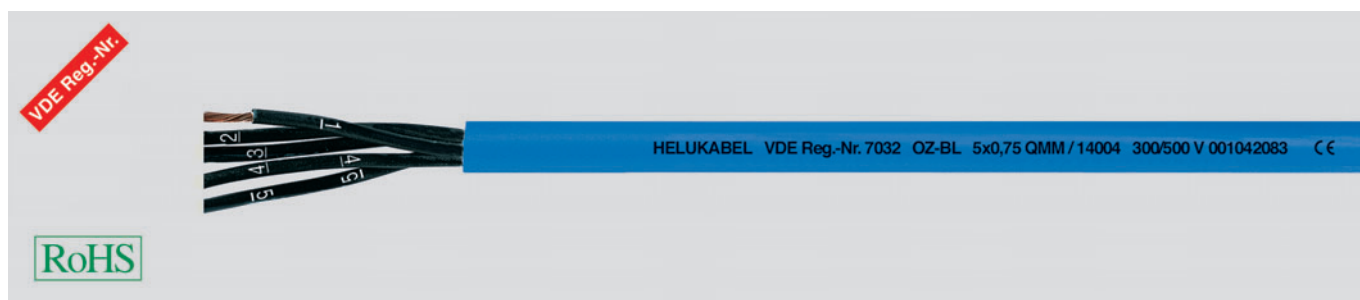 VDE Reg.-Nr.
HELUKABEL VDE Reg.-Nr. 7032 OZ-BL 5x0,75 QMM / 14004 300/500 V 001042083 CE
1
2
3
4
4
5
5
RoHS